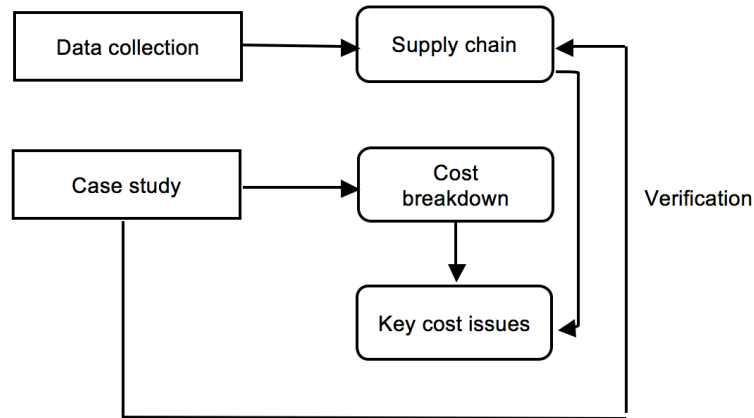 Data collection
Supply chain
Case study
Cost
breakdown
Verification
Key cost issues